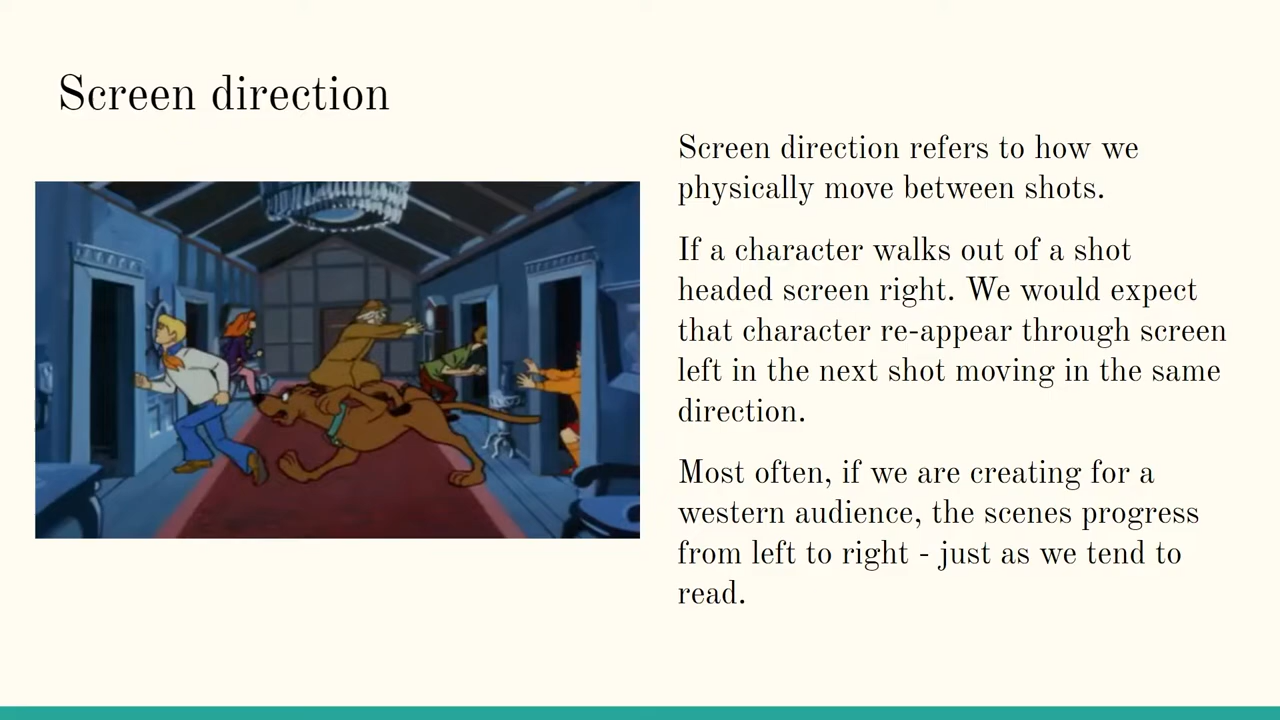 Screen direction
Screen direction refers to how we
physically move between shots.
If a character walks out of a shot
headed screen right. We would expect
that character re-appear through screen
left in the next shot moving in the same
direction.
Most often, if we are creating for a
western audience, the scenes progress
from left to right - just as we tend to
read.